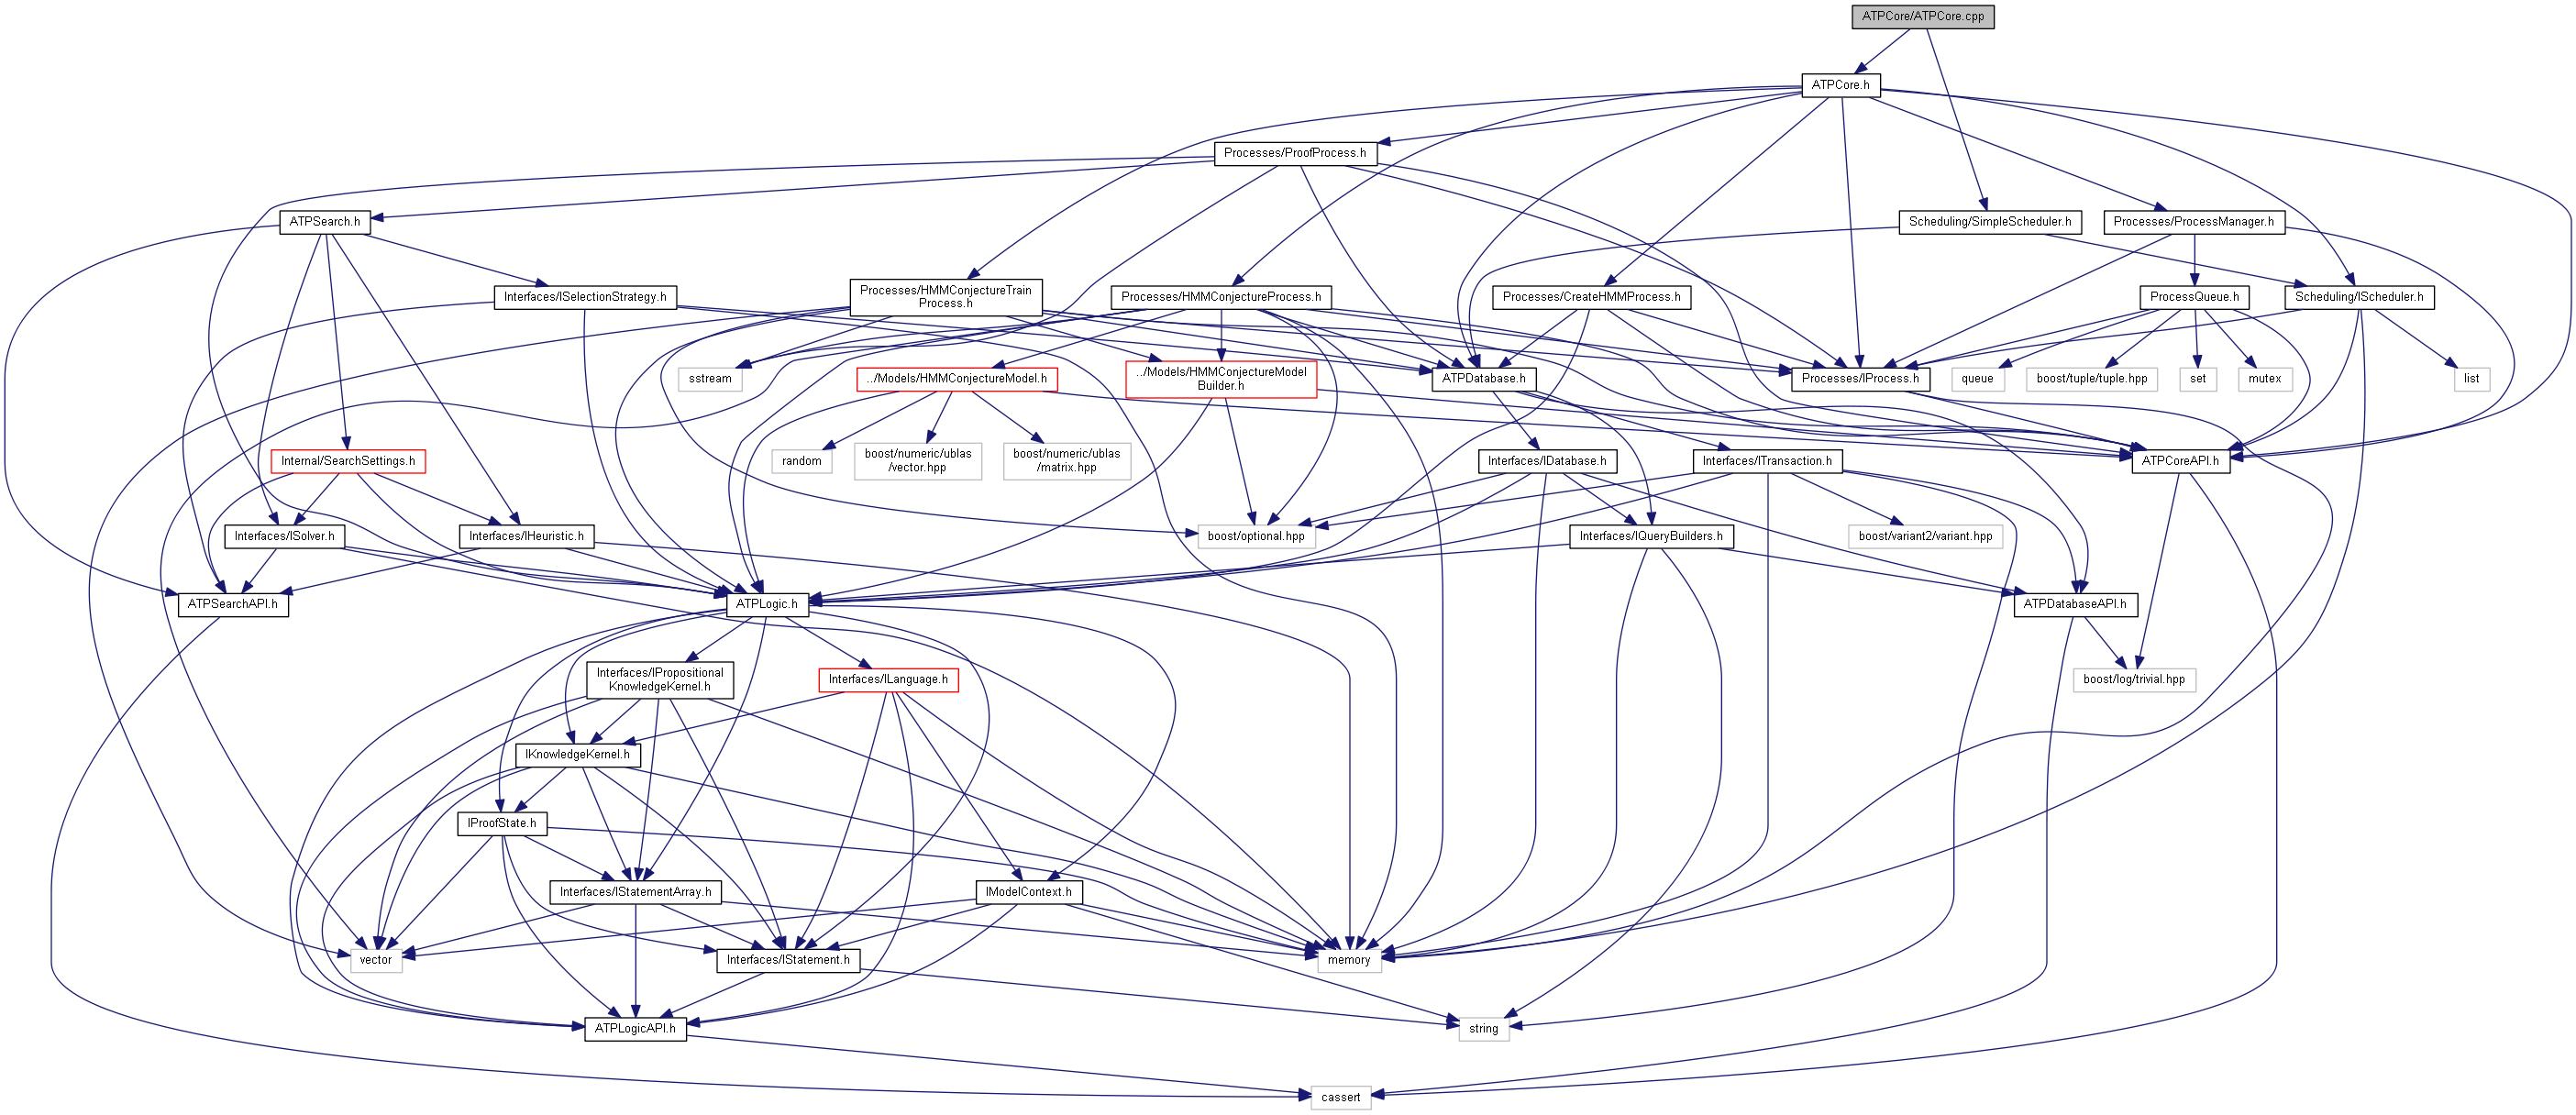 ATPCore/ATPCore.cpp
ATPCore.h
Processes/ProofProcess.h
ATPSearch.h
Scheduling/SimpleScheduler.h
Processes/ProcessManager.h
Interfaces/ISelectionStrategy.h
Processes/HMMConjectureTrain
Process.h
Processes/HMMConjectureProcess.h
Processes/CreateHMMProcess.h
ProcessQueue.h
Scheduling/IScheduler.h
sstream
../Models/HMMConjectureModel.h
../Models/HMMConjectureModel
Builder.h
ATPDatabase.h
Processes/IProcess.h
queue
boost/tuple/tuple.hpp
set
mutex
list
Internal/SearchSettings.h
random
boost/numeric/ublas
/vector.hpp
boost/numeric/ublas
/matrix.hpp
Interfaces/IDatabase.h
Interfaces/ITransaction.h
ATPCoreAPI.h
Interfaces/ISolver.h
Interfaces/IHeuristic.h
boost/optional.hpp
Interfaces/IQueryBuilders.h
boost/variant2/variant.hpp
ATPSearchAPI.h
ATPLogic.h
ATPDatabaseAPI.h
Interfaces/IPropositional
KnowledgeKernel.h
Interfaces/ILanguage.h
boost/log/trivial.hpp
IKnowledgeKernel.h
IProofState.h
Interfaces/IStatementArray.h
IModelContext.h
vector
Interfaces/IStatement.h
memory
ATPLogicAPI.h
string
cassert